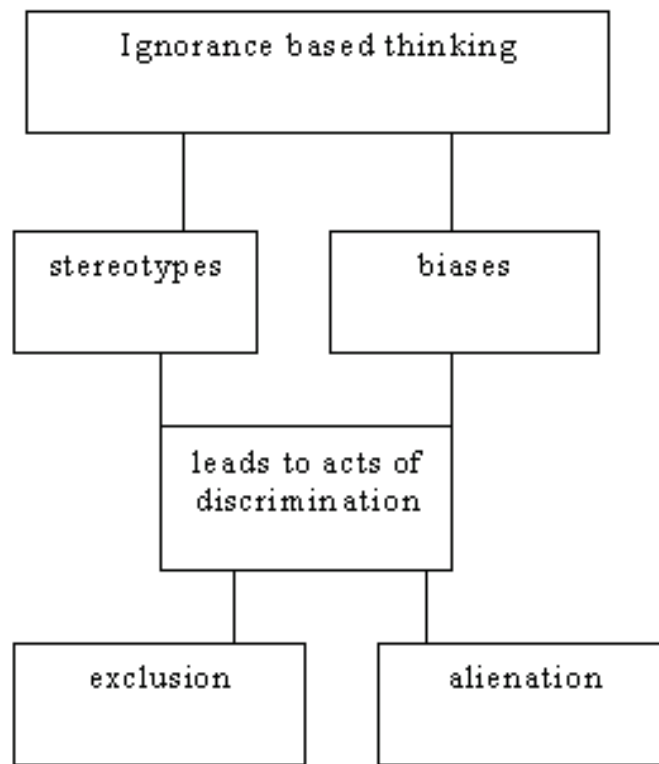 Ignorance based thinking
stereotypes
biases
leads to acts of
discrimination
exclusion
alienation